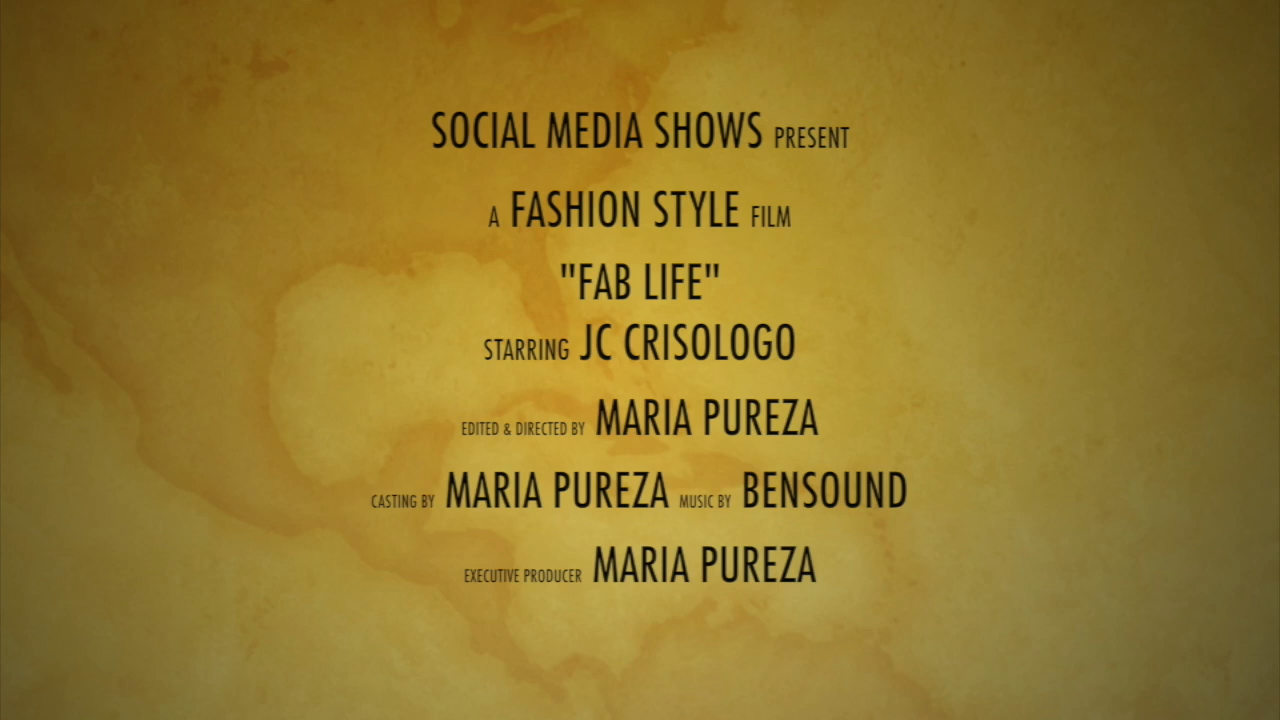 SOCIAL MEDIA SHOWS PRESENT
A FASHION STYLE FILM
"FAB LIFE"
STARRING JC CRISOLOGO
EDITED & DIRECTED BY MARIA PUREZA
CASTING BY MARIA PUREZA MUSIC BY BENSOUND
EXECUTIVE PRODUCER MARIA PUREZA